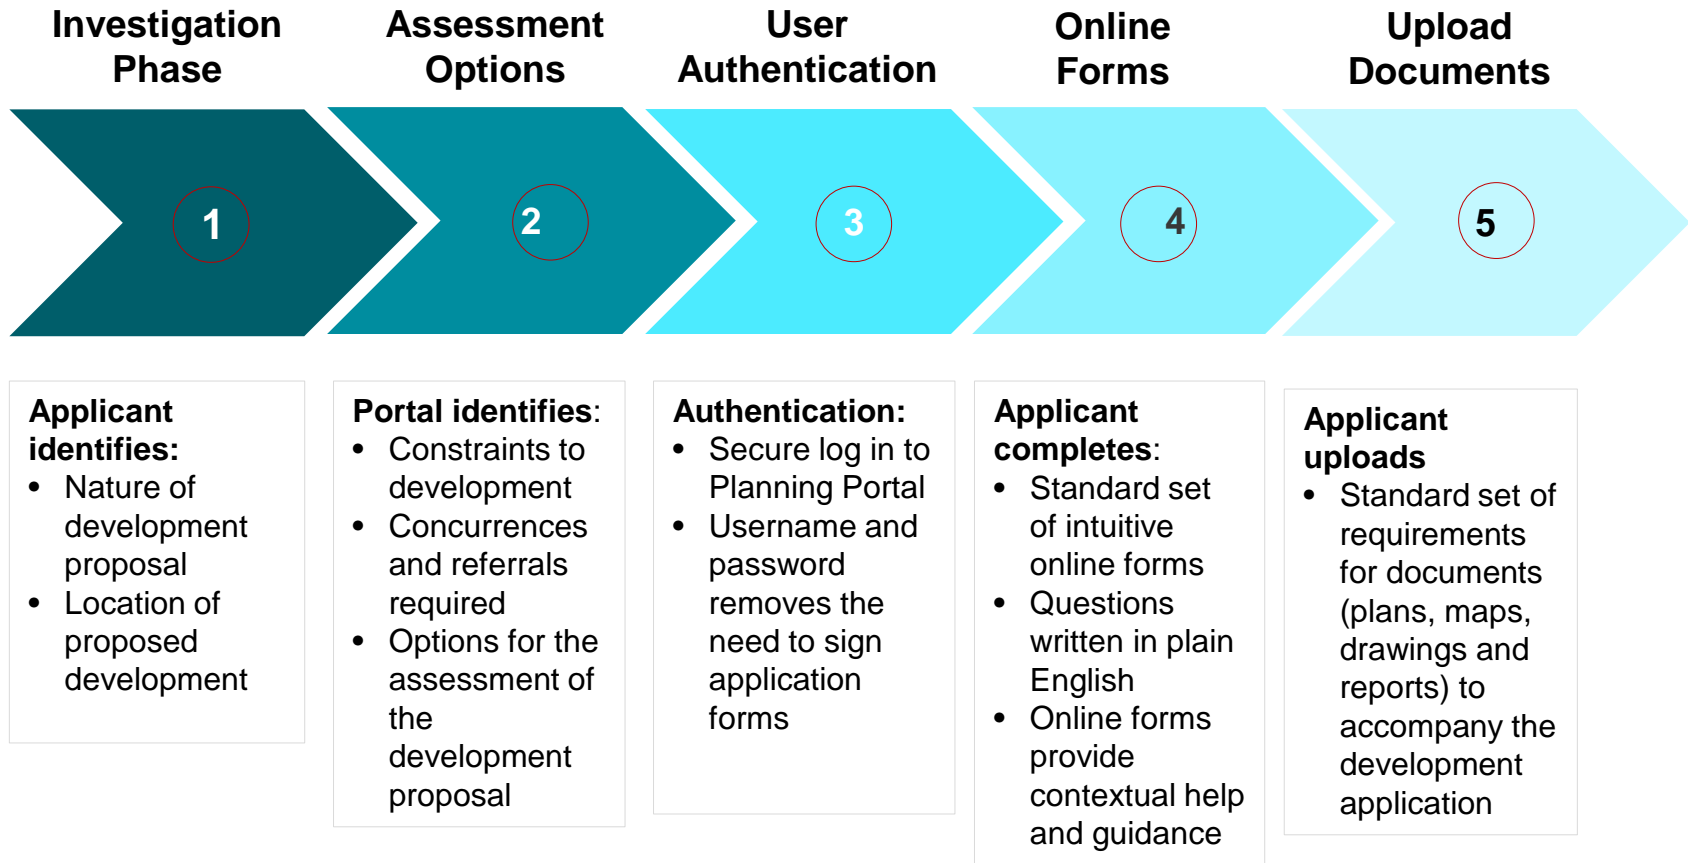 Investigation
Phase
Assessment
Options
User
Authentication
Online
Forms
Upload
Documents
1
2
3
4
5
Applicant
identifies:
• Nature of
development
proposal
• Location of
proposed
development
Portal identifies:
• Constraints to
development
• Concurrences
and referrals
required
• Options for the
assessment of
the
development
proposal
Authentication:
• Secure log in to
Planning Portal
• Username and
password
removes the
need to sign
application
forms
Applicant
completes:
• Standard set
of intuitive
online forms
• Questions
written in plain
English
• Online forms
provide
contextual help
and guidance
Applicant
uploads
• Standard set of
requirements
for documents
(plans, maps,
drawings and
reports) to
accompany the
development
application